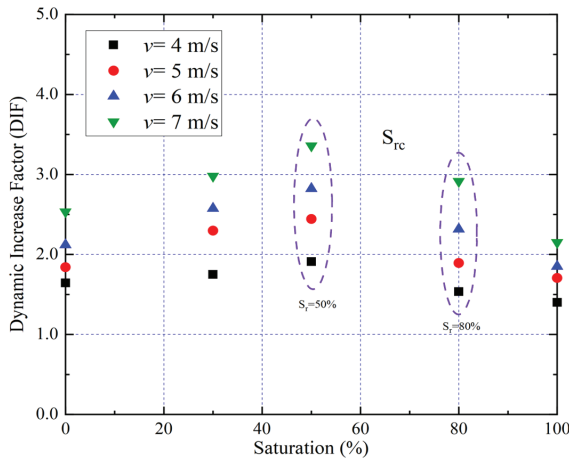 5.0
4.0
3.0
2.0
1.0
0.0
Dynamic Increase Factor (DIF)
v= 4 m/s
v= 5 m/s
v= 6 m/s
v= 7 m/s
Src
Sr=50%
Sr=80%
0 20 40 60 80 100
Saturation (%)